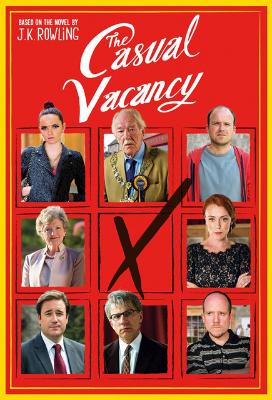 BASED ON THE NOVEL BY
J.K. ROWLING
The
Casual
Vacancy